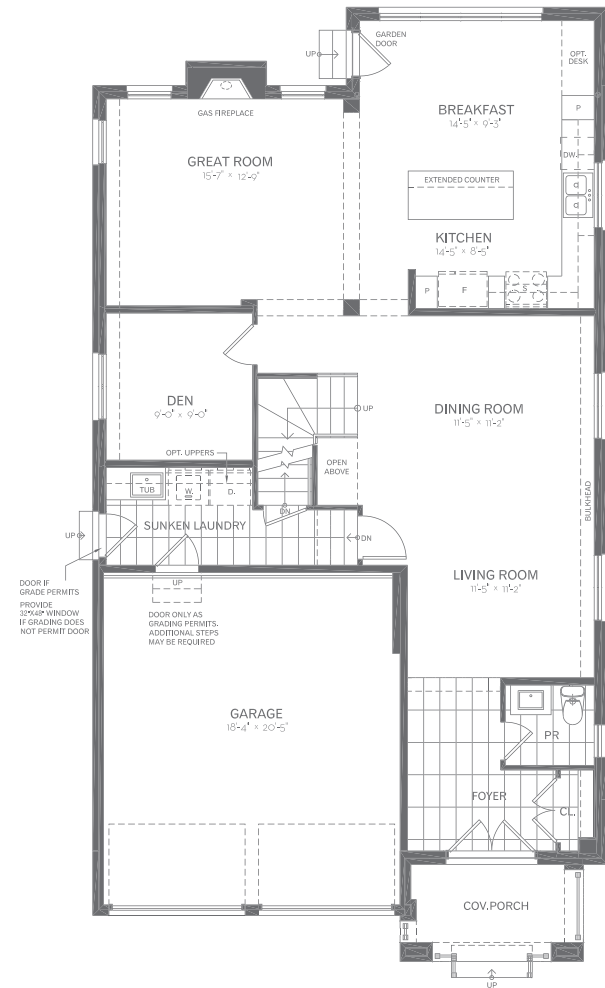 GARDEN
DOOR
UP
OPT.
DESK
GAS FIREPLACE
BREAKFAST
14'-5" × 9'-3"
P
GREAT ROOM
15'-7" × 12'-9"
DW.
EXTENDED COUNTER
KITCHEN
14'-5" × 8'-5"
P
F
S
DEN
9'-0" × 9'-0"
UP
DINING ROOM
11'-5" × 11'-2"
OPT. UPPERS
OPEN
ABOVE
TUB
W.
D.
BULKHEAD
DN
SUNKEN LAUNDRY
UP
DN
DOOR IF
GRADE PERMITS
PROVIDE
32"X48" WINDOW
IF GRADING DOES
NOT PERMIT DOOR
UP
DOOR ONLY AS
GRADING PERMITS.
ADDITIONAL STEPS
MAY BE REQUIRED
LIVING ROOM
11'-5" × 11'-2"
GARAGE
18'-4" × 20'-5"
PR
FOYER
CL.
COV.PORCH
UP